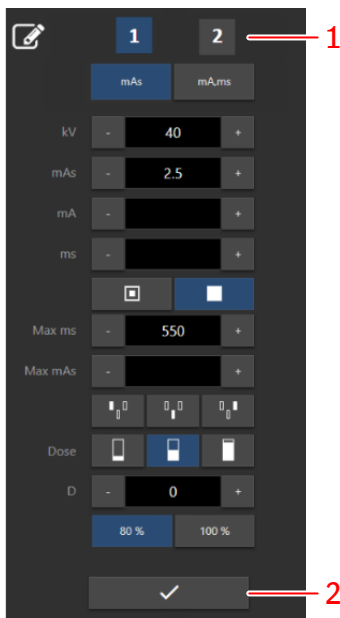 1 2 1
mAs mA,ms
kV - 40 +
mAs - 2.5 +
mA - +
ms - +
Max ms - 550 +
Max mAs - +
Dose
D - 0 +
80 % 100 %
2